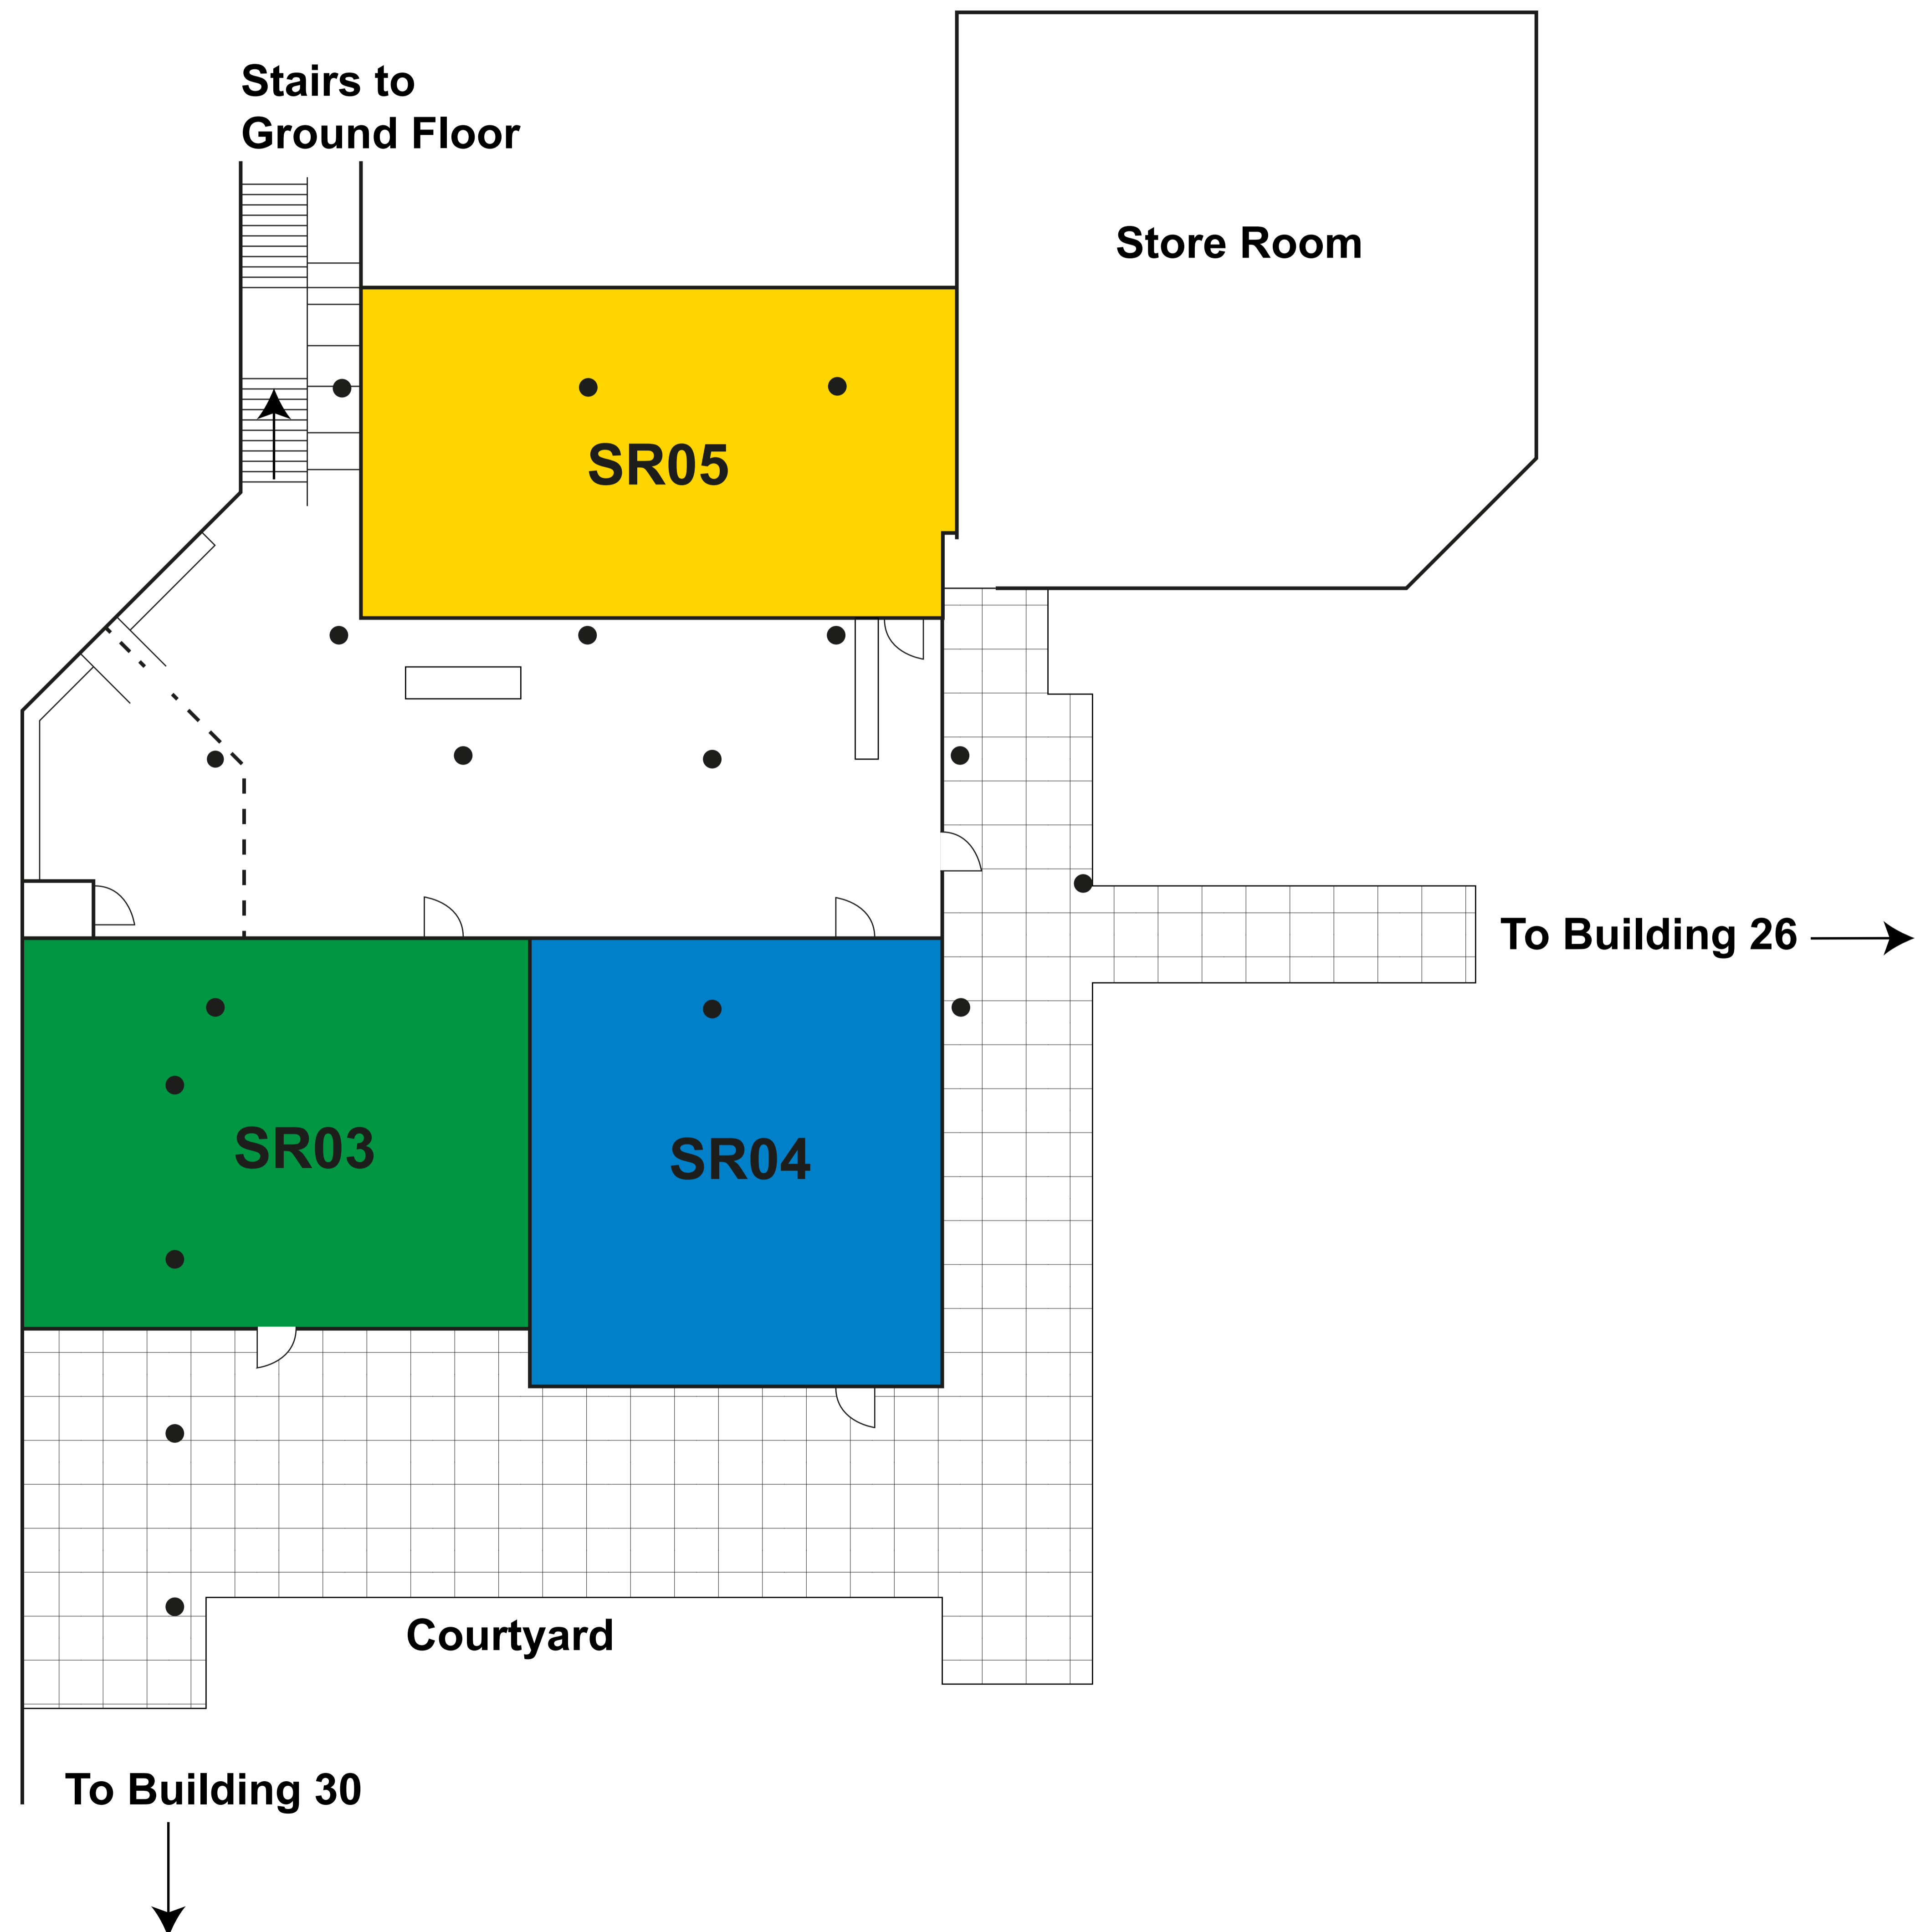 Stairs to
Ground Floor
Store Room
SR05
To Building 26
SR03
SR04
Courtyard
To Building 30